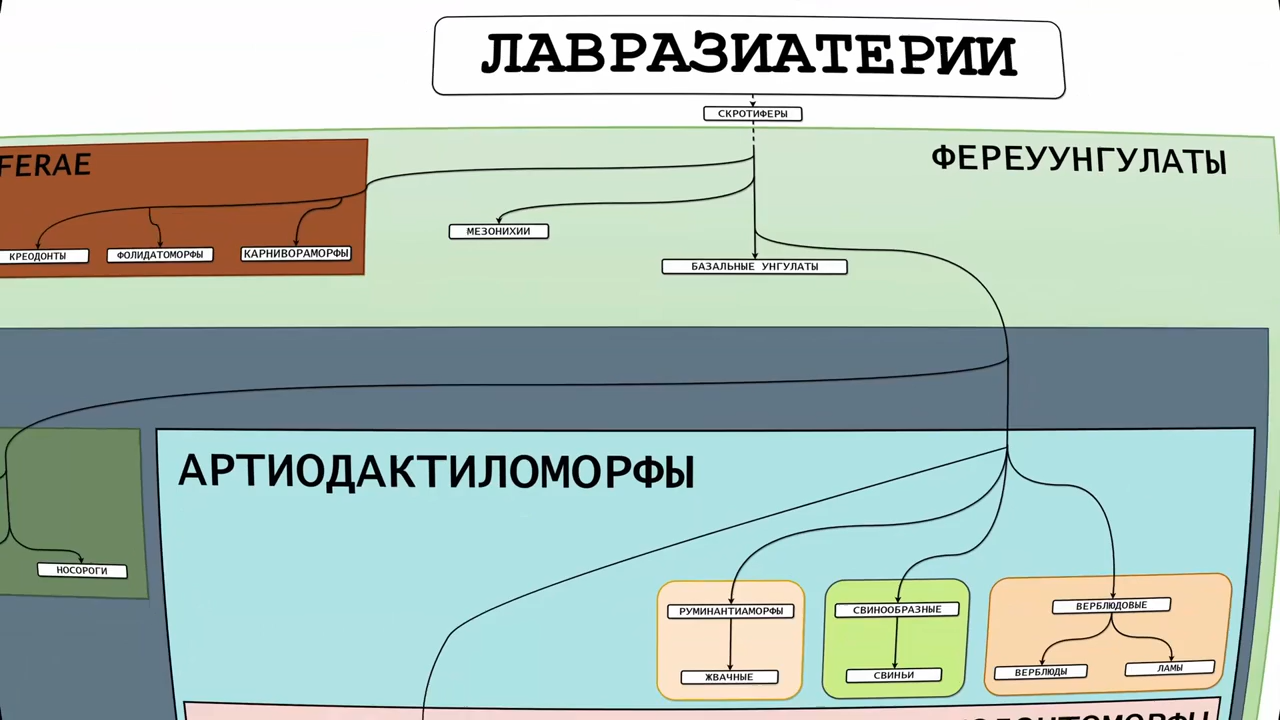 ЛАВРАЗИАТЕРИИ
СКРОТИФЕРЫ
FERAE
ФЕРЕУУНГУЛАТЫ
КРЕОДОНТЫ
ФОЛИДАТОМОРФЫ
КАРНИВОРАМОРФЫ
МЕЗОНИХИИ
БАЗАЛЬНЫЕ УНГУЛАТЫ
АРТИОДАКТИЛОМОРФЫ
НОСОРОГИ
РУМИНАНТИАМОРФЫ
СВИНООБРАЗНЫЕ
ВЕРБЛЮДОВЫЕ
ЖВАЧНЫЕ
СВИНЬИ
ВЕРБЛЮДЫ
ЛАМЫ